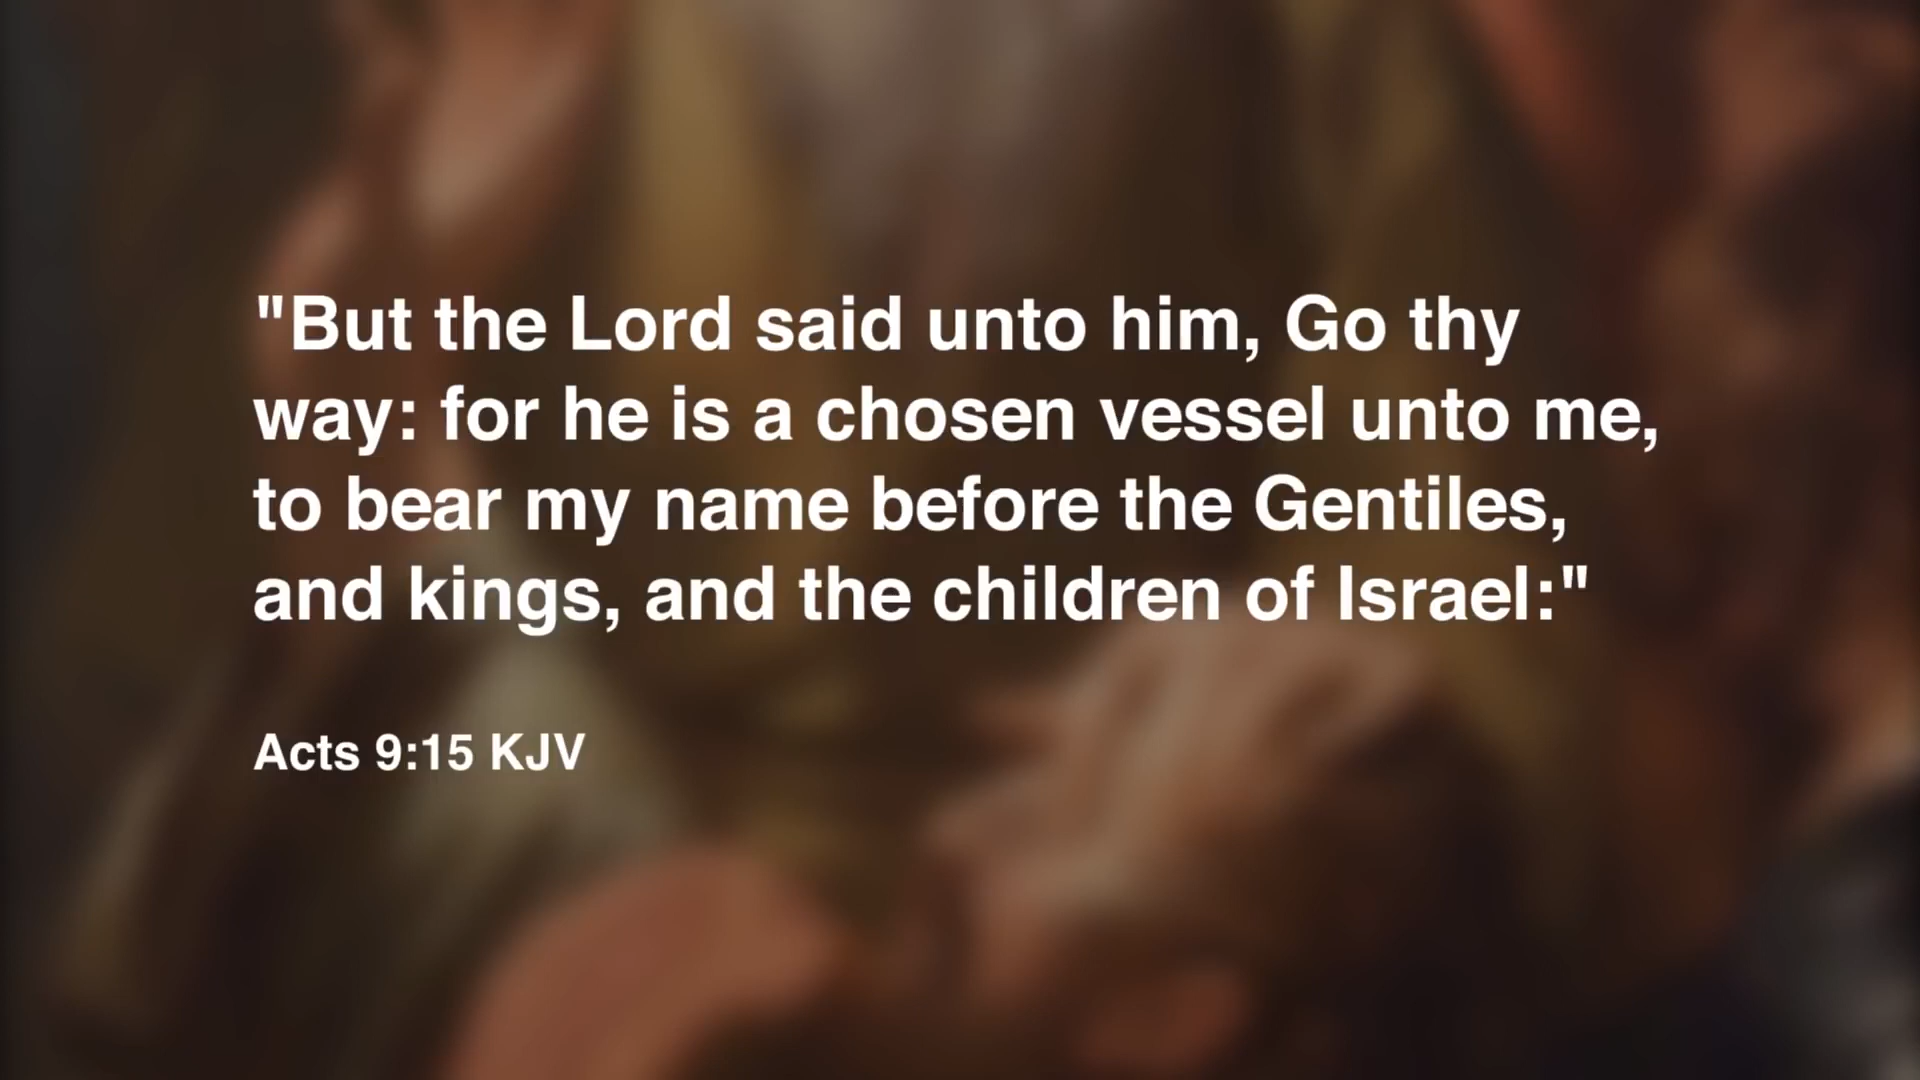 "But the Lord said unto him, Go thy
way: for he is a chosen vessel unto me,
to bear my name before the Gentiles,
and kings, and the children of Israel:"
Acts 9:15 KJV